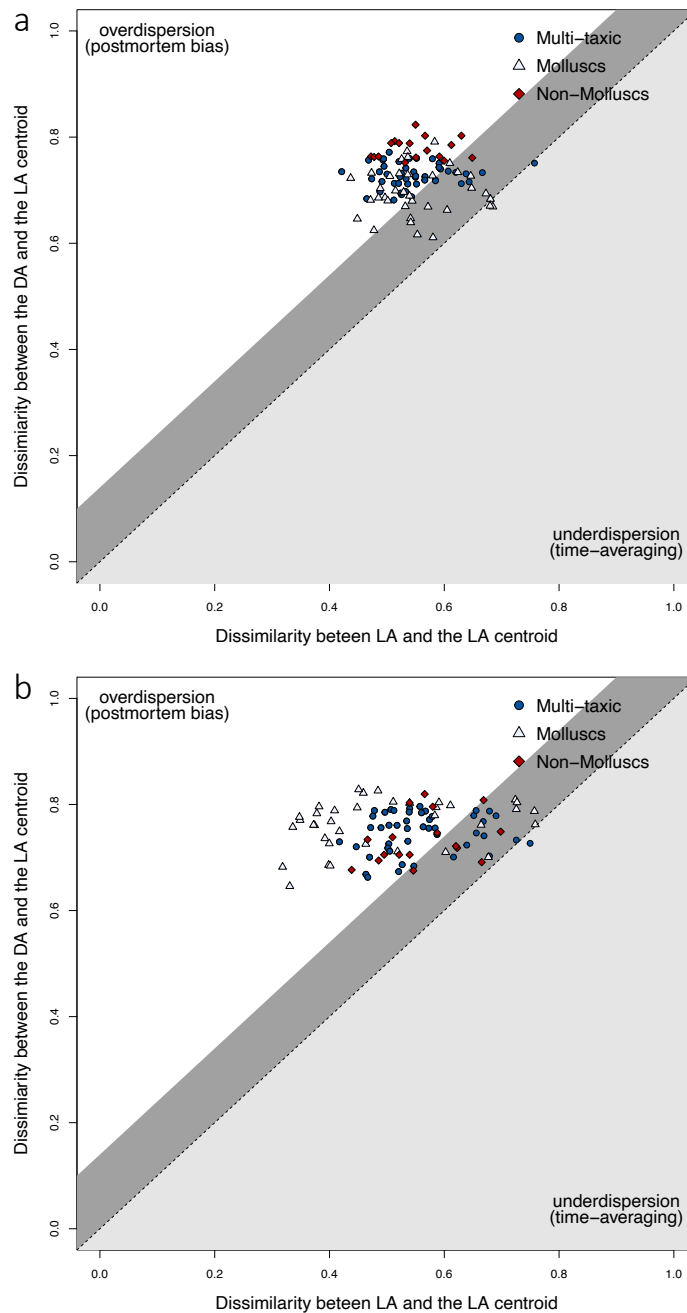 a
overdispersion
(postmortem bias)
Multi−taxic
Molluscs
Non−Molluscs
1.0
0.8
0.6
0.4
0.2
0.0
Dissimiarity between the DA and the LA centroid
underdispersion
(time−averaging)
0.0 0.2 0.4 0.6 0.8 1.0
Dissimilarity beteen LA and the LA centroid
b
overdispersion
(postmortem bias)
Multi−taxic
Molluscs
Non−Molluscs
1.0
0.8
0.6
0.4
0.2
0.0
Dissimiarity between the DA and the LA centroid
underdispersion
(time−averaging)
0.0 0.2 0.4 0.6 0.8 1.0
Dissimilarity beteen LA and the LA centroid